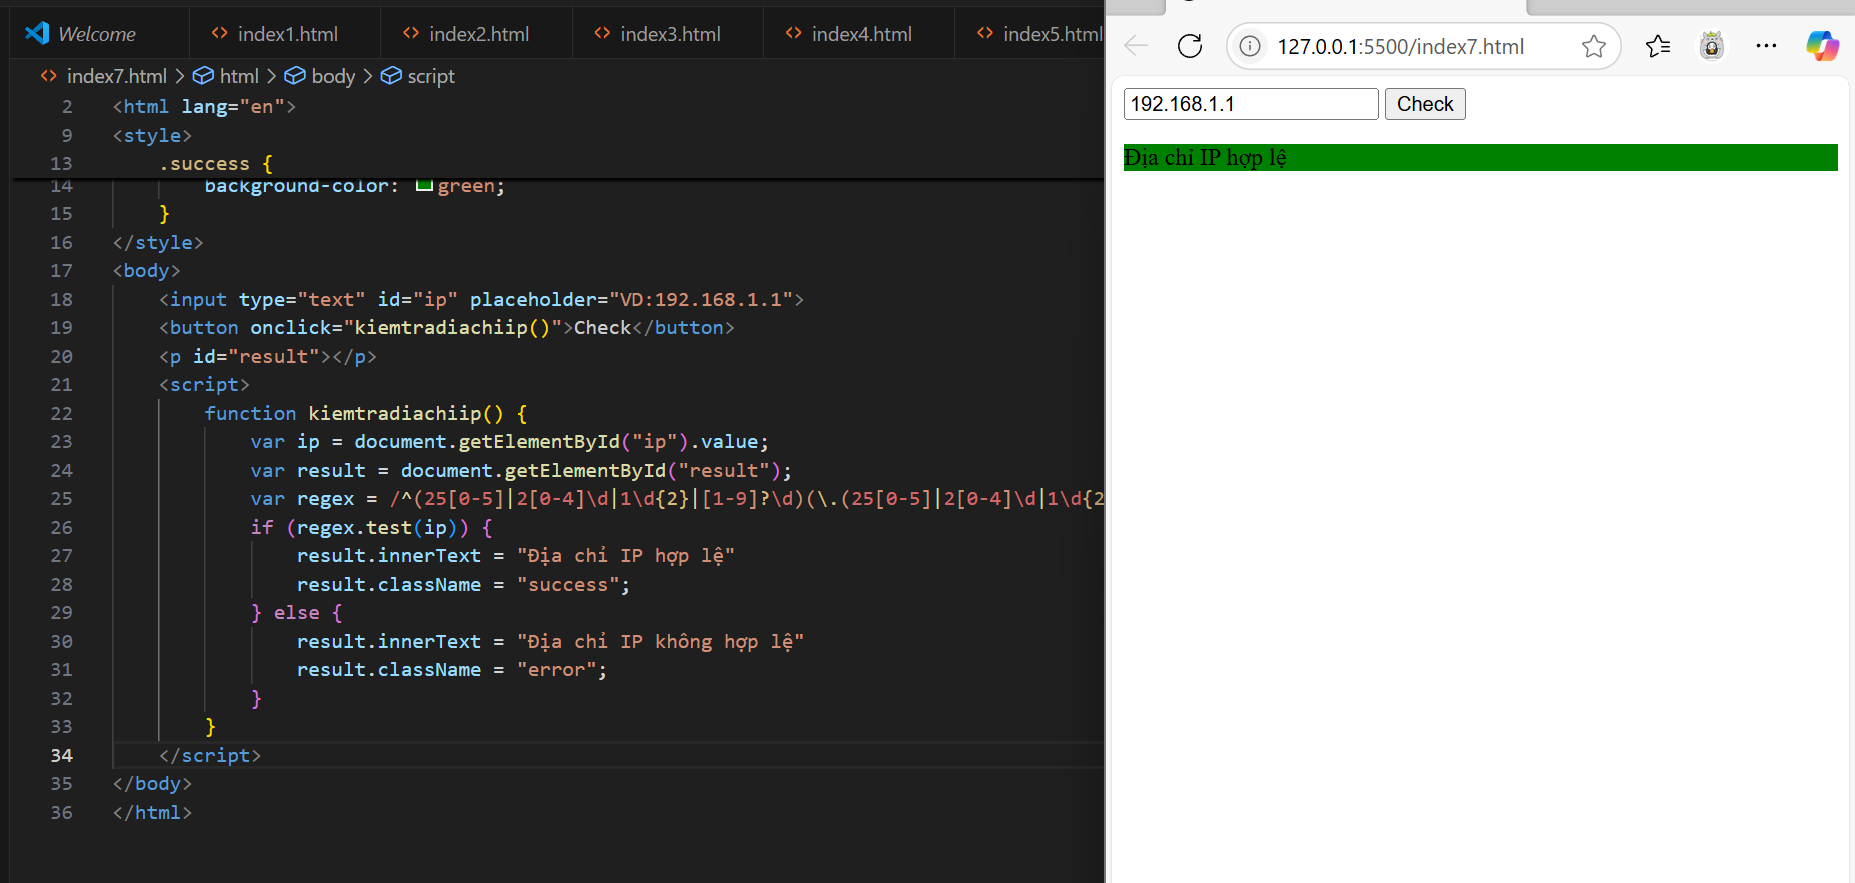 Welcome index1.html index2.html index3.html index4.html index5.html
index7.html > html > body > script
2 <html lang="en">
9 <style>
13 .success {
14 background-color: green;
15 }
16 </style>
17 <body>
18 <input type="text" id="ip" placeholder="VD:192.168.1.1">
19 <button onclick="kiemtradiachiip()">Check</button>
20 <p id="result"></p>
21 <script>
22 function kiemtradiachiip() {
23 var ip = document.getElementById("ip").value;
24 var result = document.getElementById("result");
25 var regex = /^(25[0-5]|2[0-4]\d|1\d{2}|[1-9]?\d)(\.(25[0-5]|2[0-4]\d|1\d{2
26 if (regex.test(ip)) {
27 result.innerText = "Địa chỉ IP hợp lệ"
28 result.className = "success";
29 } else {
30 result.innerText = "Địa chỉ IP không hợp lệ"
31 result.className = "error";
32 }
33 }
34 </script>
35 </body>
36 </html>
127.0.0.1:5500/index7.html
192.168.1.1 Check
Địa chỉ IP hợp lệ